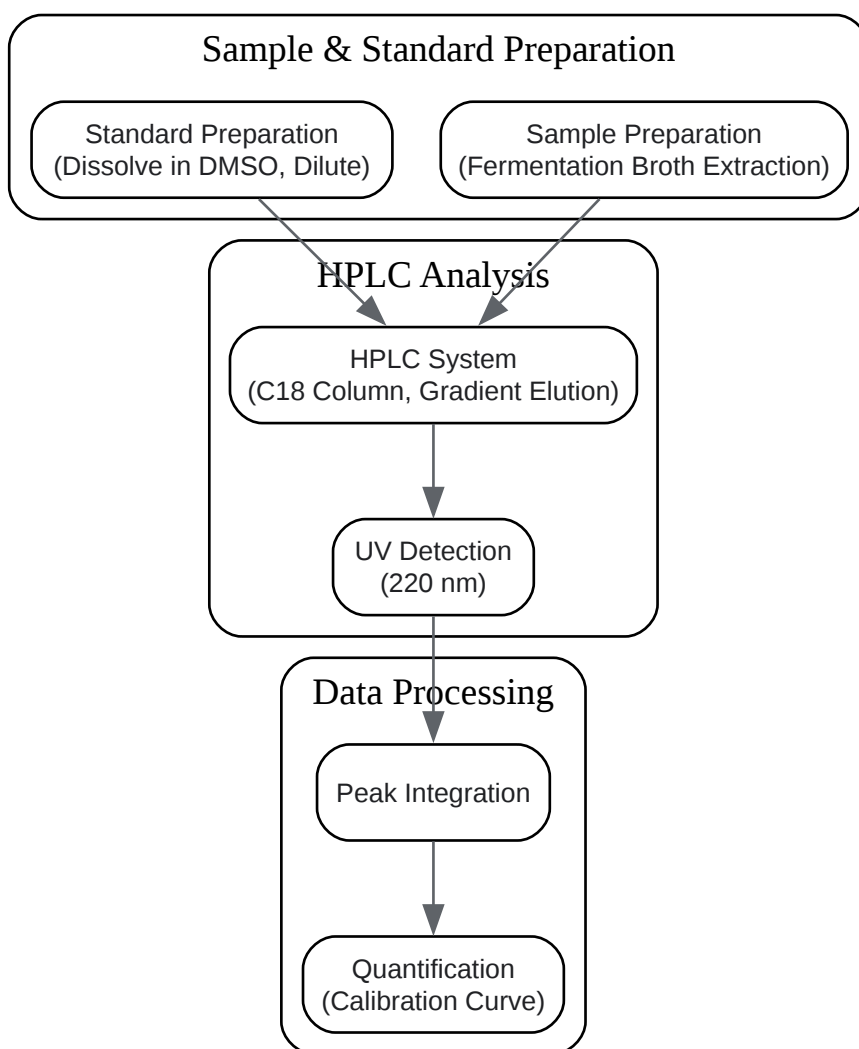 Sample & Standard Preparation
Standard Preparation
(Dissolve in DMSO, Dilute)
Sample Preparation
(Fermentation Broth Extraction)
HPLC Analysis
HPLC System
(C18 Column, Gradient Elution)
UV Detection
(220 nm)
Data Processing
Peak Integration
Quantification
(Calibration Curve)